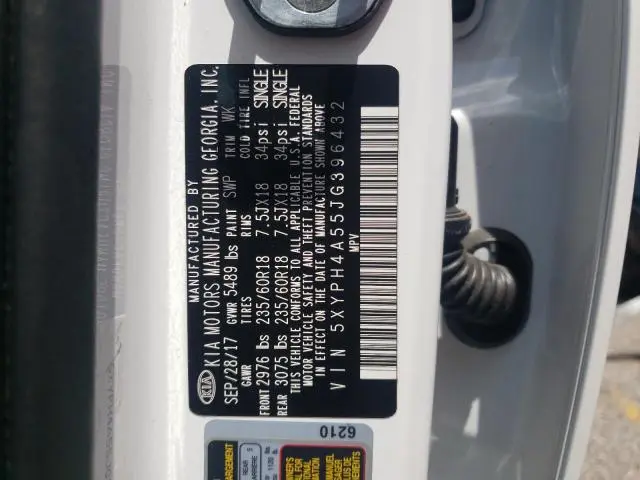 MANUFACTURED BY
KIA KIA MOTORS MANUFACTURING GEORGIA, INC.
SEP/28/17 GVWR 5489 lbs PAINT SWP TRIM WK
GAWR TIRES RIMS COLD TIRE INFL
FRONT 2976 lbs 235/60R18 7.5JX18 34psi SINGLE
REAR 3075 lbs 235/60R18 7.5JX18 34psi SINGLE
THIS VEHICLE CONFORMS TO ALL APPLICABLE U.S.A. FEDERAL
MOTOR VEHICLE SAFETY AND THEFT PREVENTION STANDARDS
IN EFFECT ON THE DATE OF MANUFACTURE SHOWN ABOVE
VIN 5XYPH4A55JG396432
MPV
6210
REAR